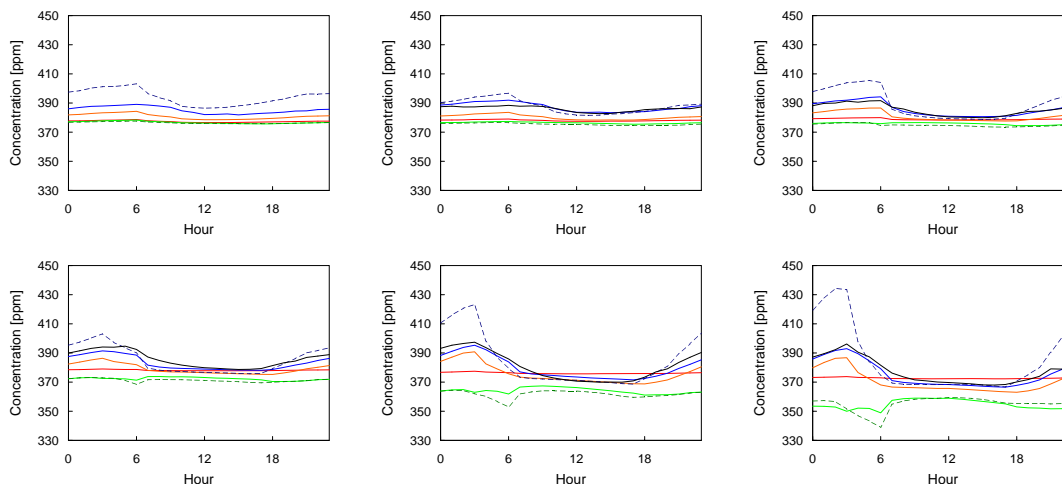 450 450 450
430 430 430
Concentration [ppm] Concentration [ppm] Concentration [ppm]
410 410 410
390 390 390
370 370 370
350 350 350
330 330 330
0 6 12 18 0 6 12 18 0 6 12 18
Hour Hour Hour
450 450 450
430 430 430
Concentration [ppm] Concentration [ppm] Concentration [ppm]
410 410 410
390 390 390
370 370 370
350 350 350
330 330 330
0 6 12 18 0 6 12 18 0 6 12 18
Hour Hour Hour